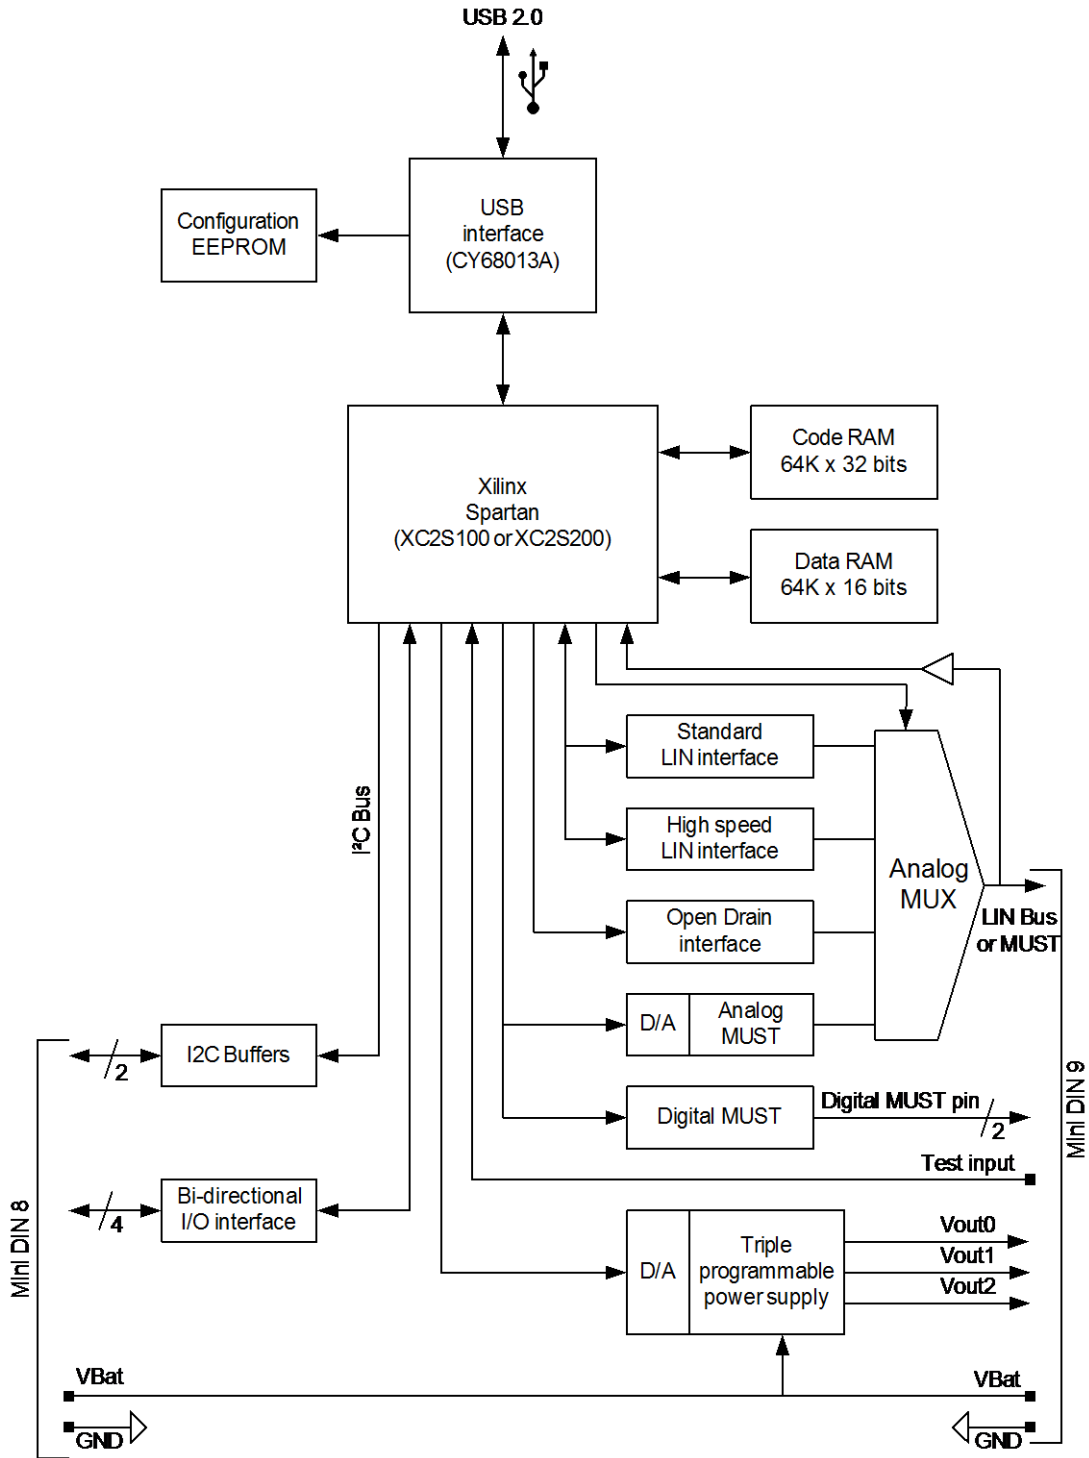 USB 2.0
USB
interface
(CY68013A)
Configuration
EEPROM
Xilinx
Spartan
(XC2S100 or XC2S200)
Code RAM
64K x 32 bits
Data RAM
64K x 16 bits
Standard
LIN interface
High speed
LIN interface
Open Drain
interface
D/A
Analog
MUST
Analog
MUX
LIN Bus
or MUST
I²C Bus
I2C Buffers
2
Digital MUST
Digital MUST pin
2
Test input
Bi-directional
I/O interface
4
D/A
Triple
programmable
power supply
Vout0
Vout1
Vout2
Mini DIN 8
Mini DIN 9
VBat
VBat
GND
GND